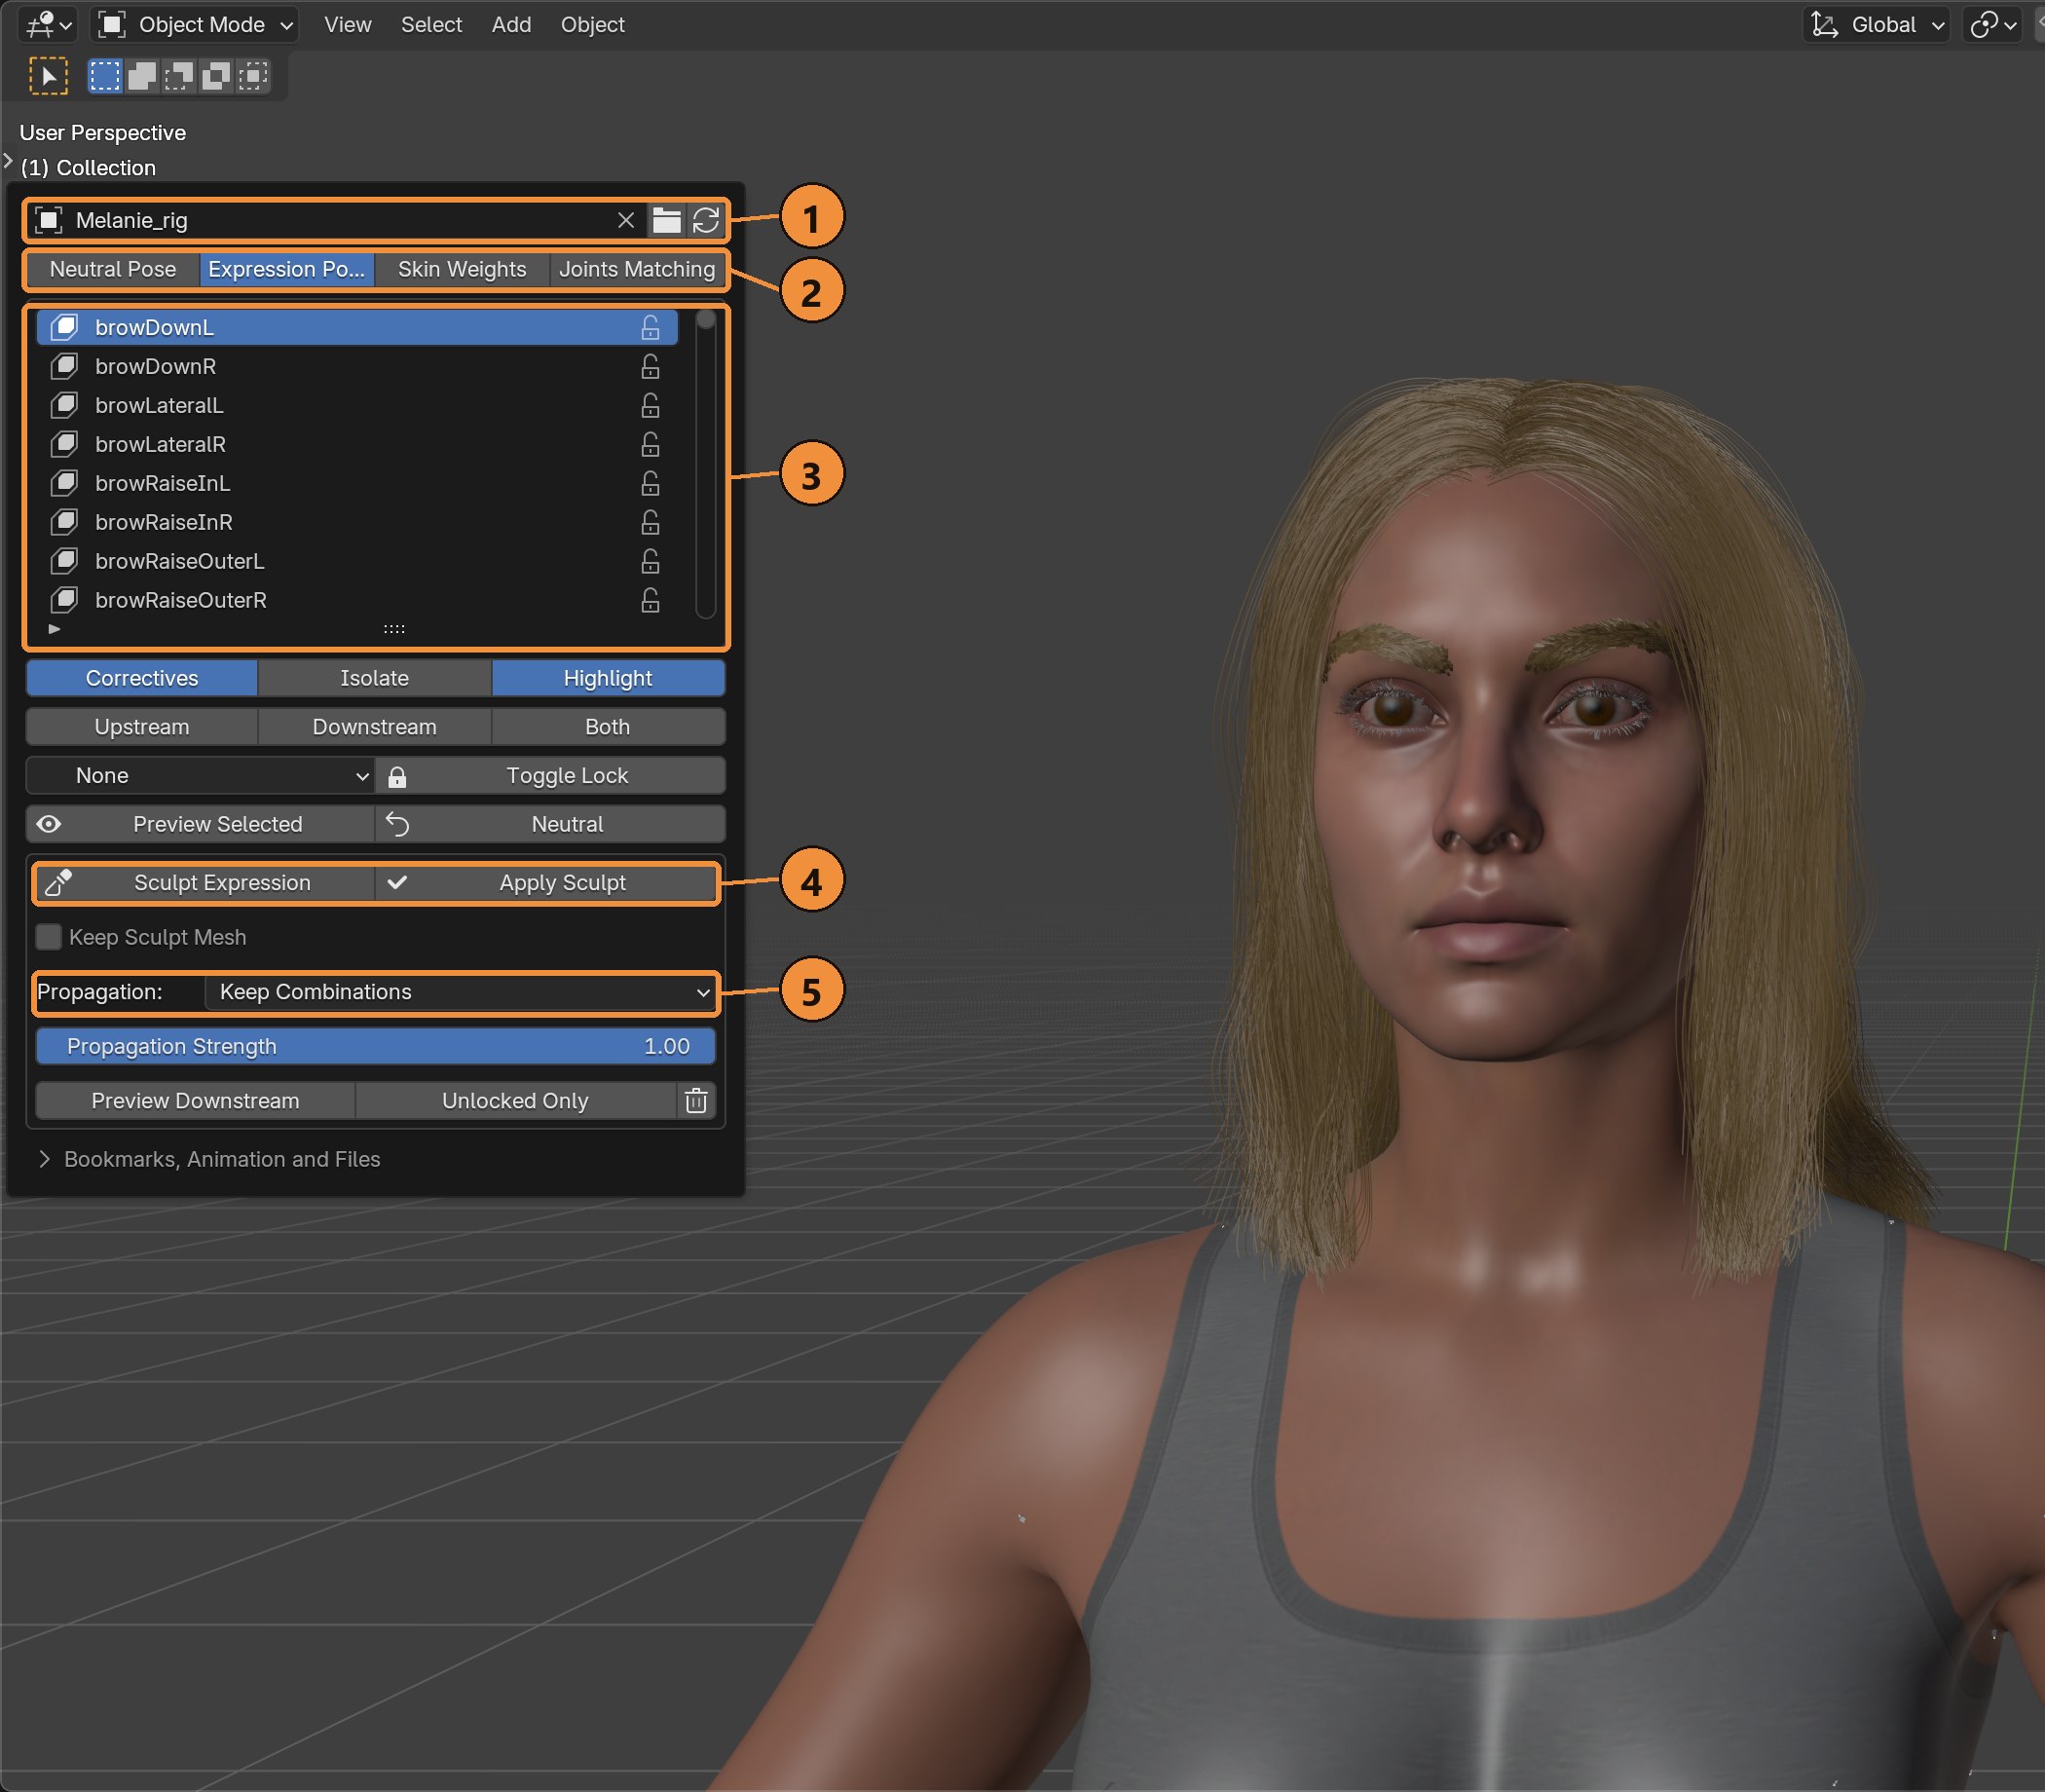 Object Mode View Select Add Object Global
User Perspective
(1) Collection
Melanie_rig
1
Neutral Pose Expression Po... Skin Weights Joints Matching
2
browDownL
browDownR
browLateralL
browLateralR
browRaiseInL
browRaiseInR
browRaiseOuterL
browRaiseOuterR
3
Correctives Isolate Highlight
Upstream Downstream Both
None Toggle Lock
Preview Selected Neutral
Sculpt Expression Apply Sculpt
4
Keep Sculpt Mesh
Propagation: Keep Combinations
5
Propagation Strength 1.00
Preview Downstream Unlocked Only
Bookmarks, Animation and Files